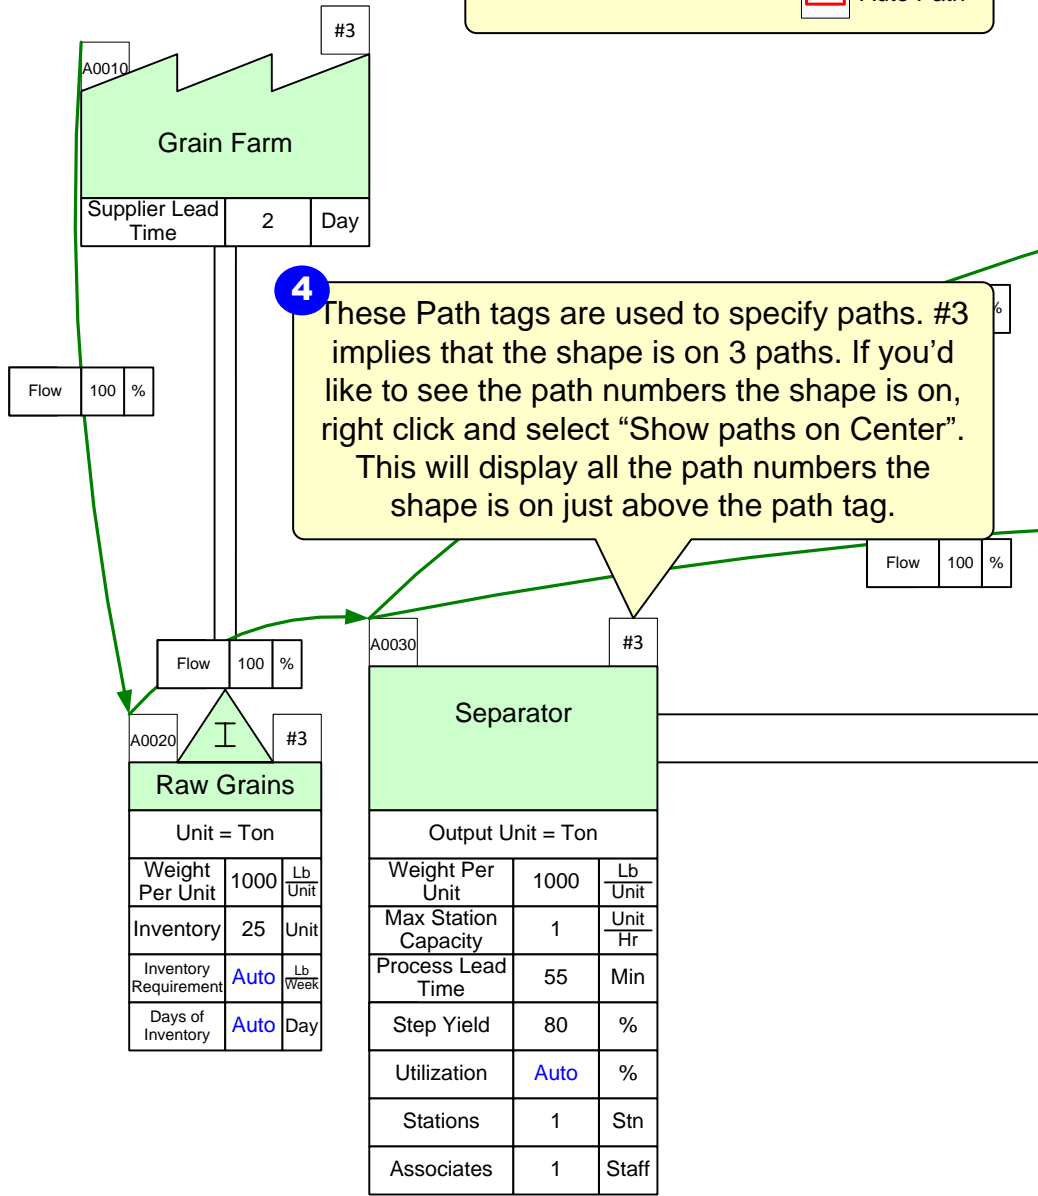 #3
A0010
Grain Farm
Supplier Lead
Time
2
Day
4
These Path tags are used to specify paths. #3
implies that the shape is on 3 paths. If you’d
like to see the path numbers the shape is on,
right click and select “Show paths on Center”.
This will display all the path numbers the
shape is on just above the path tag.
%
Flow 100 %
Flow 100 %
Flow 100 %
A0030
#3
Separator
A0020
I
#3
Raw Grains
Unit = Ton
Weight
Per Unit
1000
Lb
Unit
Inventory 25 Unit
Inventory
Requirement
Auto
Lb
Week
Days of
Inventory
Auto
Day
Output Unit = Ton
Weight Per
Unit
1000
Lb
Unit
Max Station
Capacity
1
Unit
Hr
Process Lead
Time
55
Min
Step Yield 80 %
Utilization Auto %
Stations 1 Stn
Associates 1 Staff